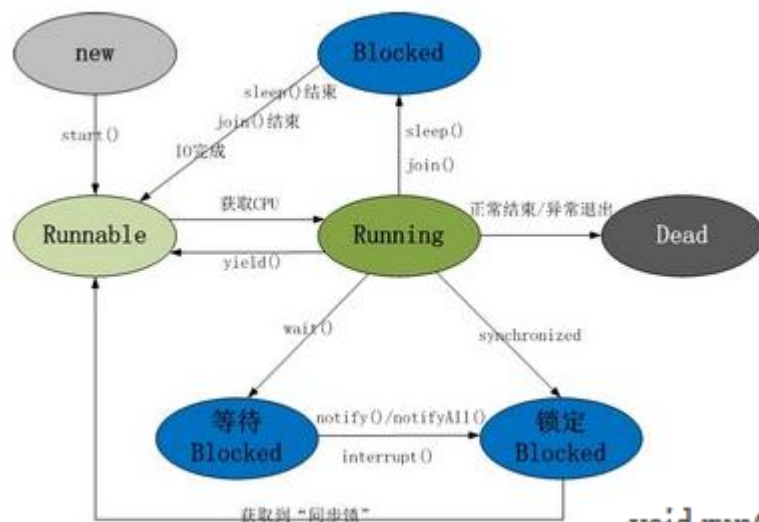 new
Blocked
sleep()结束
join()结束
IO完成
start()
sleep()
join()
获取CPU
正常结束/异常退出
Runnable
Running
Dead
yield()
wait()
synchronized
等待
Blocked
notify()/notifyAll()
interrupt()
锁定
Blocked
获取到“同步锁”